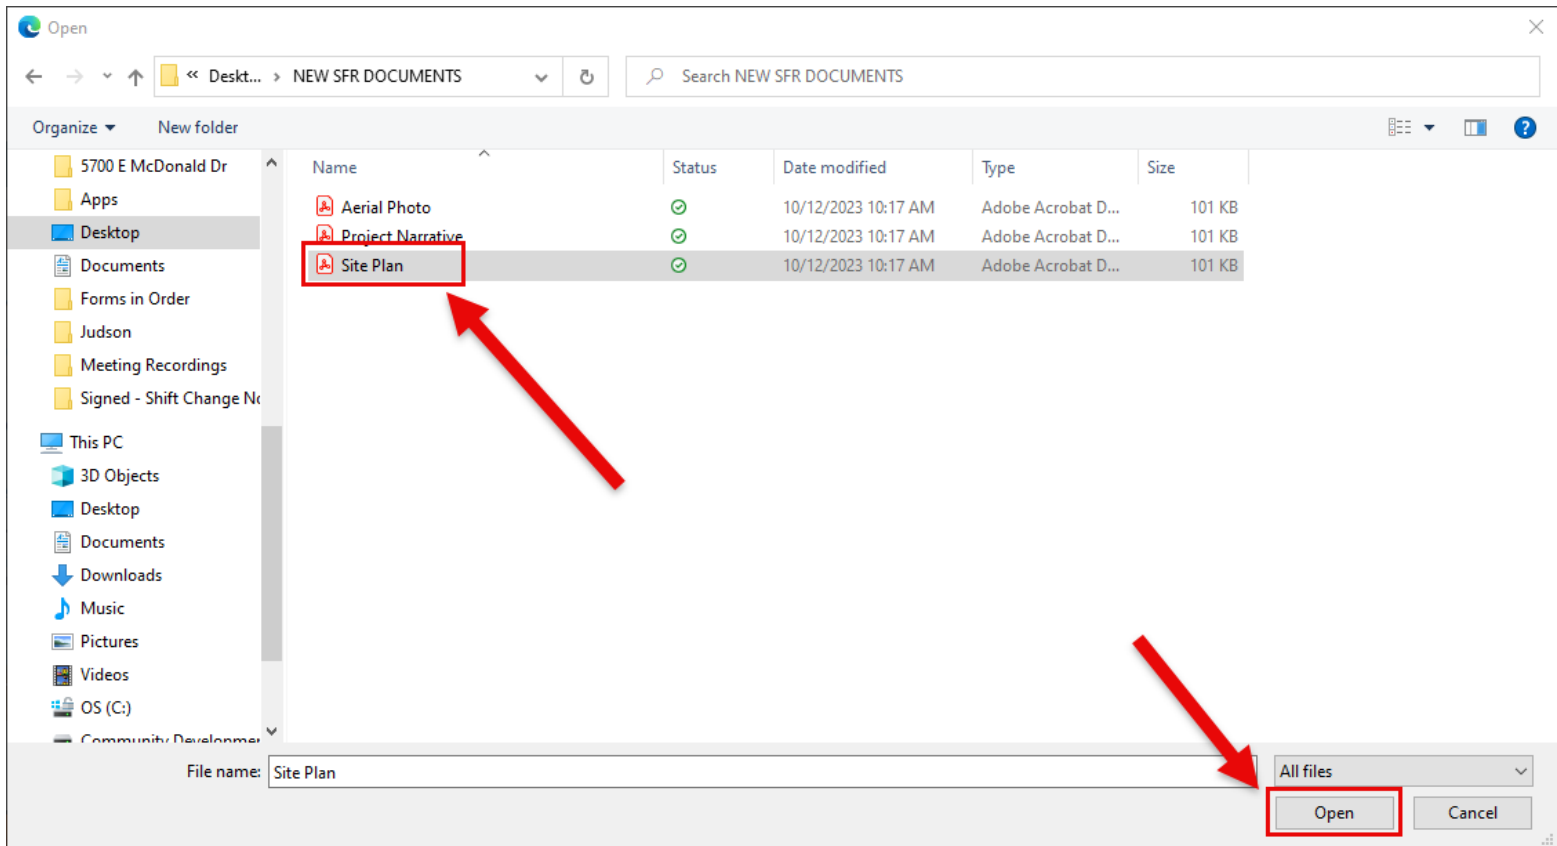 Open
« Deskt... › NEW SFR DOCUMENTS
Search NEW SFR DOCUMENTS
Organize
New folder
Name
Status
Date modified
Type
Size
Aerial Photo 10/12/2023 10:17 AM Adobe Acrobat D... 101 KB
Project Narrative 10/12/2023 10:17 AM Adobe Acrobat D... 101 KB
Site Plan 10/12/2023 10:17 AM Adobe Acrobat D... 101 KB
5700 E McDonald Dr
Apps
Desktop
Documents
Forms in Order
Judson
Meeting Recordings
Signed - Shift Change No
This PC
3D Objects
Desktop
Documents
Downloads
Music
Pictures
Videos
OS (C:)
Community Developmer
File name: Site Plan
All files
Open
Cancel